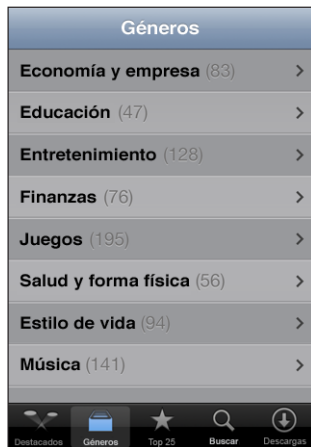 Géneros
Economía y empresa (83)
Educación (47)
Entretenimiento (128)
Finanzas (76)
Juegos (195)
Salud y forma física (56)
Estilo de vida (94)
Música (141)
Destacados Géneros Top 25 Buscar Descargas